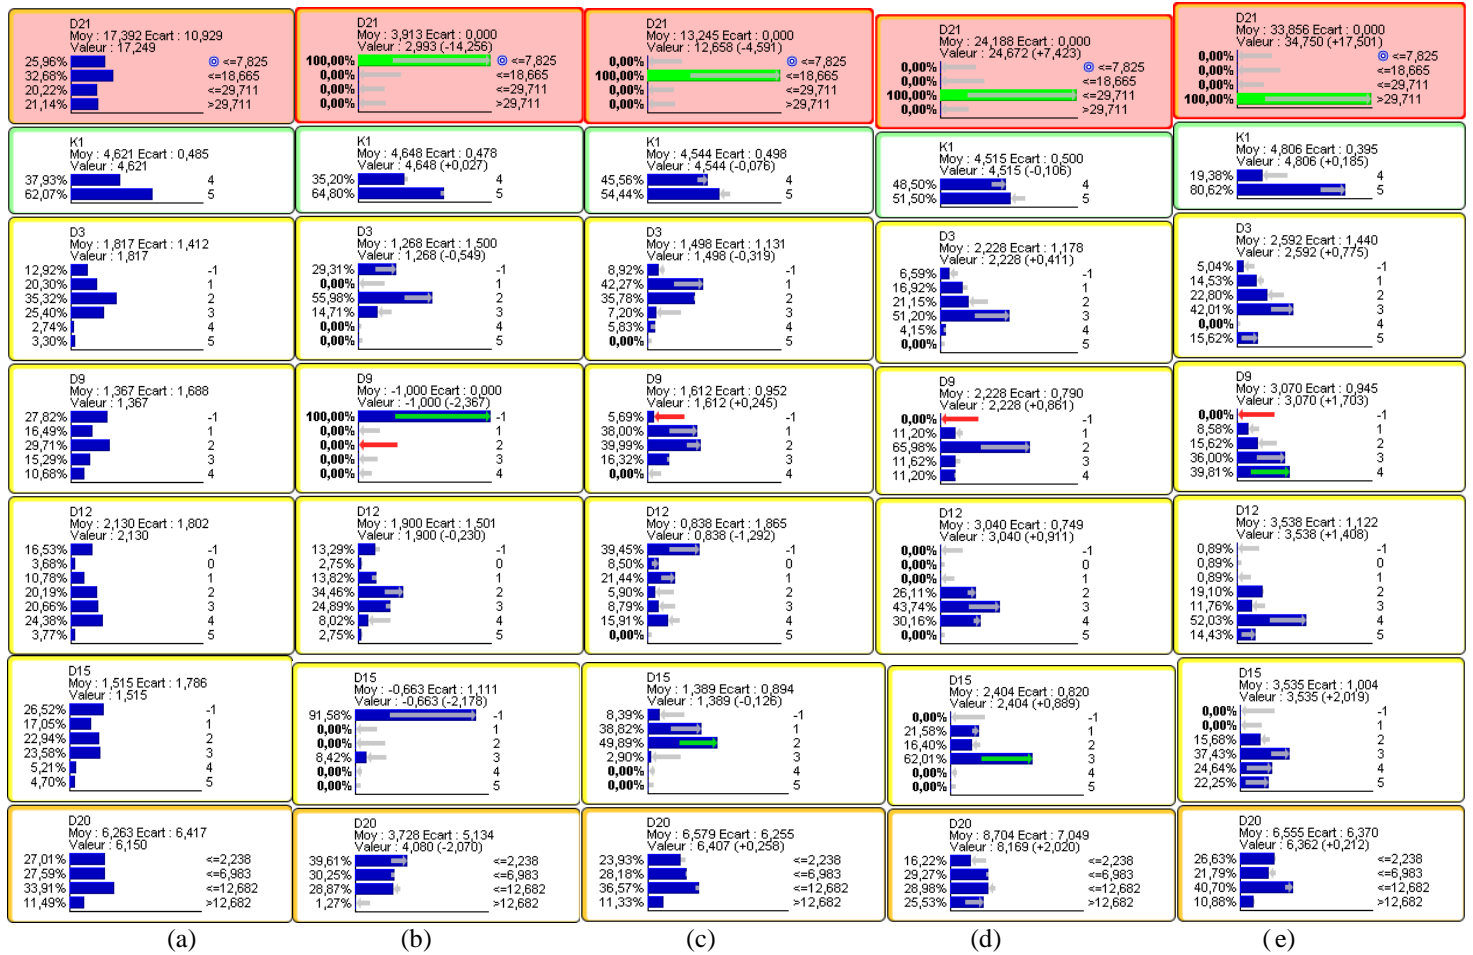 D21
Moy : 17,392 Ecart : 10,929
Valeur : 17,249
25,96% <=7,825
32,68% <=18,665
20,22% <=29,711
21,14% >29,711
K1
Moy : 4,621 Ecart : 0,485
Valeur : 4,621
37,93% 4
62,07% 5
D3
Moy : 1,817 Ecart : 1,412
Valeur : 1,817
12,92% -1
20,30% 1
35,32% 2
25,40% 3
2,74% 4
3,30% 5
D9
Moy : 1,367 Ecart : 1,688
Valeur : 1,367
27,82% -1
16,49% 1
29,71% 2
15,29% 3
10,68% 4
D12
Moy : 2,130 Ecart : 1,802
Valeur : 2,130
16,53% -1
3,68% 0
10,78% 1
20,19% 2
20,66% 3
24,38% 4
3,77% 5
D15
Moy : 1,515 Ecart : 1,786
Valeur : 1,515
26,52% -1
17,05% 1
22,94% 2
23,58% 3
5,21% 4
4,70% 5
D20
Moy : 6,263 Ecart : 6,417
Valeur : 6,150
27,01% <=2,238
27,59% <=6,983
33,91% <=12,682
11,49% >12,682
(a)
D21
Moy : 3,913 Ecart : 0,000
Valeur : 2,993 (-14,256)
100,00% <=7,825
0,00% <=18,665
0,00% <=29,711
0,00% >29,711
K1
Moy : 4,648 Ecart : 0,478
Valeur : 4,648 (+0,027)
35,20% 4
64,80% 5
D3
Moy : 1,268 Ecart : 1,500
Valeur : 1,268 (-0,549)
29,31% -1
0,00% 1
55,98% 2
14,71% 3
0,00% 4
0,00% 5
D9
Moy : -1,000 Ecart : 0,000
Valeur : -1,000 (-2,367)
100,00% -1
0,00% 1
0,00% 2
0,00% 3
0,00% 4
D12
Moy : 1,900 Ecart : 1,501
Valeur : 1,900 (-0,230)
13,29% -1
2,75% 0
13,82% 1
34,46% 2
24,89% 3
8,02% 4
2,75% 5
D15
Moy : -0,663 Ecart : 1,111
Valeur : -0,663 (-2,178)
91,58% -1
0,00% 1
0,00% 2
8,42% 3
0,00% 4
0,00% 5
D20
Moy : 3,728 Ecart : 5,134
Valeur : 4,080 (-2,070)
39,61% <=2,238
30,25% <=6,983
28,87% <=12,682
1,27% >12,682
(b)
D21
Moy : 13,245 Ecart : 0,000
Valeur : 12,658 (-4,591)
0,00% <=7,825
100,00% <=18,665
0,00% <=29,711
0,00% >29,711
K1
Moy : 4,544 Ecart : 0,498
Valeur : 4,544 (-0,076)
45,56% 4
54,44% 5
D3
Moy : 1,498 Ecart : 1,131
Valeur : 1,498 (-0,319)
8,92% -1
42,27% 1
35,78% 2
7,20% 3
5,83% 4
0,00% 5
D9
Moy : 1,612 Ecart : 0,952
Valeur : 1,612 (+0,245)
5,69% -1
38,00% 1
39,99% 2
16,32% 3
0,00% 4
D12
Moy : 0,838 Ecart : 1,865
Valeur : 0,838 (-1,292)
39,45% -1
8,50% 0
21,44% 1
5,90% 2
8,79% 3
15,91% 4
0,00% 5
D15
Moy : 1,389 Ecart : 0,894
Valeur : 1,389 (-0,126)
8,39% -1
38,82% 1
49,89% 2
2,90% 3
0,00% 4
0,00% 5
D20
Moy : 6,579 Ecart : 6,255
Valeur : 6,407 (+0,258)
23,93% <=2,238
28,18% <=6,983
36,57% <=12,682
11,33% >12,682
(c)
D21
Moy : 24,188 Ecart : 0,000
Valeur : 24,672 (+7,423)
0,00% <=7,825
0,00% <=18,665
100,00% <=29,711
0,00% >29,711
K1
Moy : 4,515 Ecart : 0,500
Valeur : 4,515 (-0,106)
48,50% 4
51,50% 5
D3
Moy : 2,228 Ecart : 1,178
Valeur : 2,228 (+0,411)
6,59% -1
16,92% 1
21,15% 2
51,20% 3
4,15% 4
0,00% 5
D9
Moy : 2,228 Ecart : 0,790
Valeur : 2,228 (+0,861)
0,00% -1
11,20% 1
65,98% 2
11,62% 3
11,20% 4
D12
Moy : 3,040 Ecart : 0,749
Valeur : 3,040 (+0,911)
0,00% -1
0,00% 0
0,00% 1
26,11% 2
43,74% 3
30,16% 4
0,00% 5
D15
Moy : 2,404 Ecart : 0,820
Valeur : 2,404 (+0,889)
0,00% -1
21,58% 1
16,40% 2
62,01% 3
0,00% 4
0,00% 5
D20
Moy : 8,704 Ecart : 7,049
Valeur : 8,169 (+2,020)
16,22% <=2,238
29,27% <=6,983
28,98% <=12,682
25,53% >12,682
(d)
D21
Moy : 33,856 Ecart : 0,000
Valeur : 34,750 (+17,501)
0,00% <=7,825
0,00% <=18,665
0,00% <=29,711
100,00% >29,711
K1
Moy : 4,806 Ecart : 0,395
Valeur : 4,806 (+0,185)
19,38% 4
80,62% 5
D3
Moy : 2,592 Ecart : 1,440
Valeur : 2,592 (+0,775)
5,04% -1
14,53% 1
22,80% 2
42,01% 3
0,00% 4
15,62% 5
D9
Moy : 3,070 Ecart : 0,945
Valeur : 3,070 (+1,703)
0,00% -1
8,58% 1
15,62% 2
36,00% 3
39,81% 4
D12
Moy : 3,538 Ecart : 1,122
Valeur : 3,538 (+1,408)
0,89% -1
0,89% 0
0,89% 1
19,10% 2
11,76% 3
52,03% 4
14,43% 5
D15
Moy : 3,535 Ecart : 1,004
Valeur : 3,535 (+2,019)
0,00% -1
0,00% 1
15,68% 2
37,43% 3
24,64% 4
22,25% 5
D20
Moy : 6,555 Ecart : 6,370
Valeur : 6,362 (+0,212)
26,63% <=2,238
21,79% <=6,983
40,70% <=12,682
10,88% >12,682
( e)